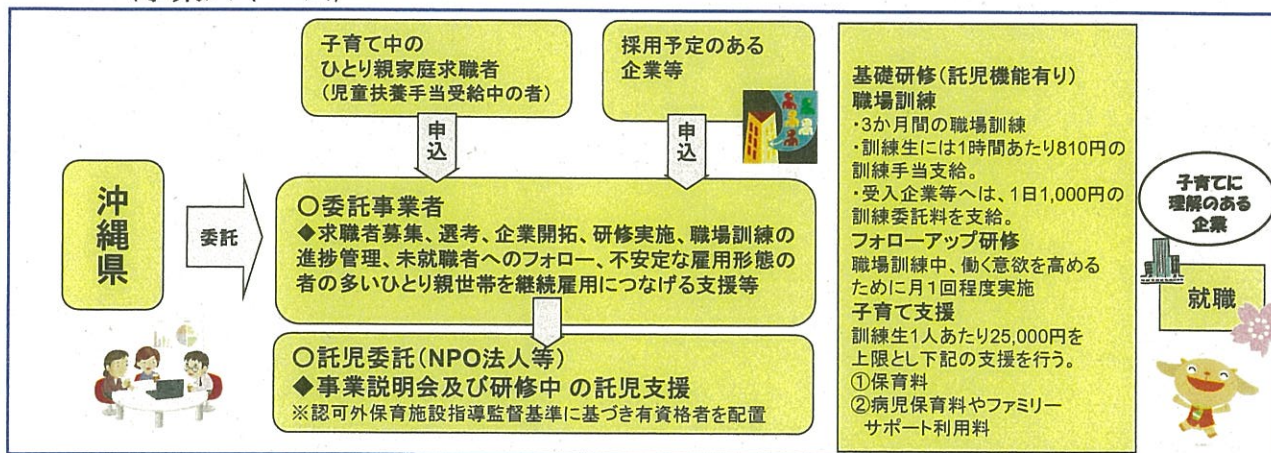 子育て中の
ひとり親家庭求職者
(児童扶養手当受給中の者)
採用予定のある
企業等
申込
申込
沖縄県
委託
○委託事業者
◆求職者募集、選考、企業開拓、研修実施、職場訓練の
進捗管理、未就職者へのフォロー、不安定な雇用形態の
者の多いひとり親世帯を継続雇用につなげる支援等
○託児委託(NPO法人等)
◆事業説明会及び研修中の託児支援
※認可外保育施設指導監督基準に基づき有資格者を配置
基礎研修(託児機能有り)
職場訓練
・3か月間の職場訓練
・訓練生には1時間あたり810円の
訓練手当支給。
・受入企業等へは、1日1,000円の
訓練委託料を支給。
フォローアップ研修
職場訓練中、働く意欲を高める
ために月1回程度実施
子育て支援
訓練生1人あたり25,000円を
上限とし下記の支援を行う。
①保育料
②病児保育料やファミリー
サポート利用料
子育てに
理解のある
企業
就職